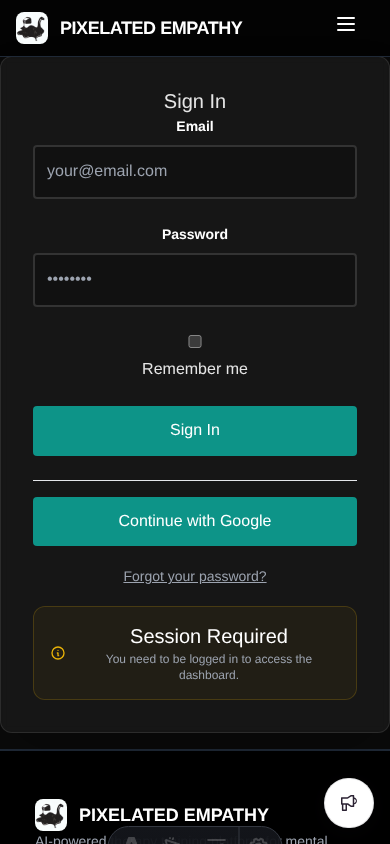 PIXELATED EMPATHY
Sign In
Email
your@email.com
Password
••••••••
Remember me
Sign In
Continue with Google
Forgot your password?
Session Required
You need to be logged in to access the
dashboard.
PIXELATED EMPATHY
AI-powered mental